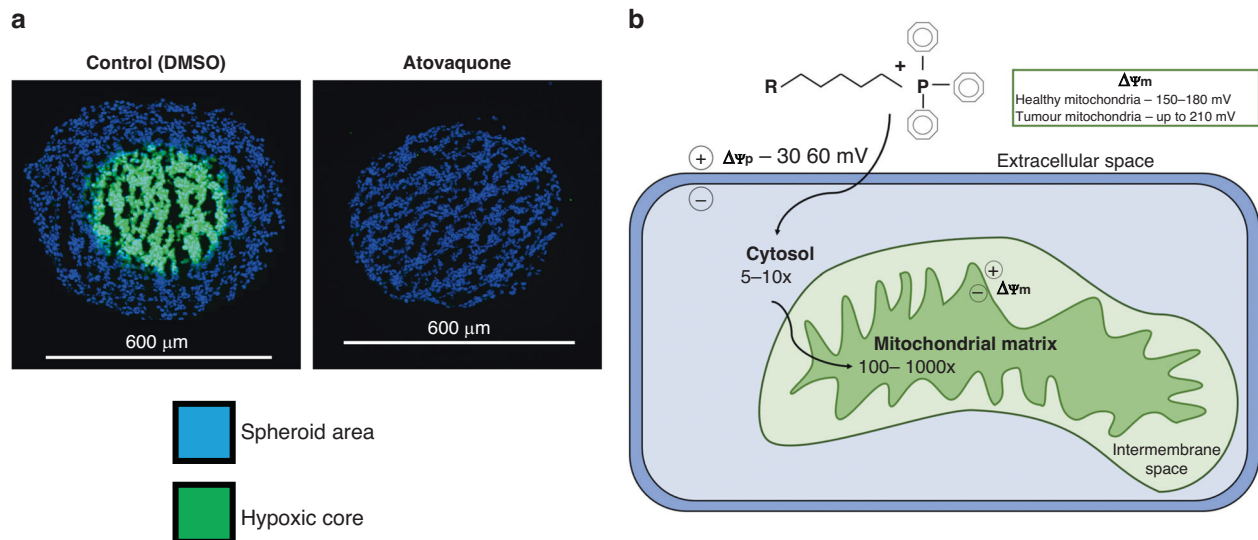 a
Control (DMSO)
Atovaquone
600 μm
600 μm
Spheroid area
Hypoxic core
b
R
+
P
ΔΨm
Healthy mitochondria – 150–180 mV
Tumour mitochondria – up to 210 mV
+ ΔΨp – 30 60 mV
Extracellular space
−
Cytosol
5–10x
+
− ΔΨm
Mitochondrial matrix
100– 1000x
Intermembrane
space